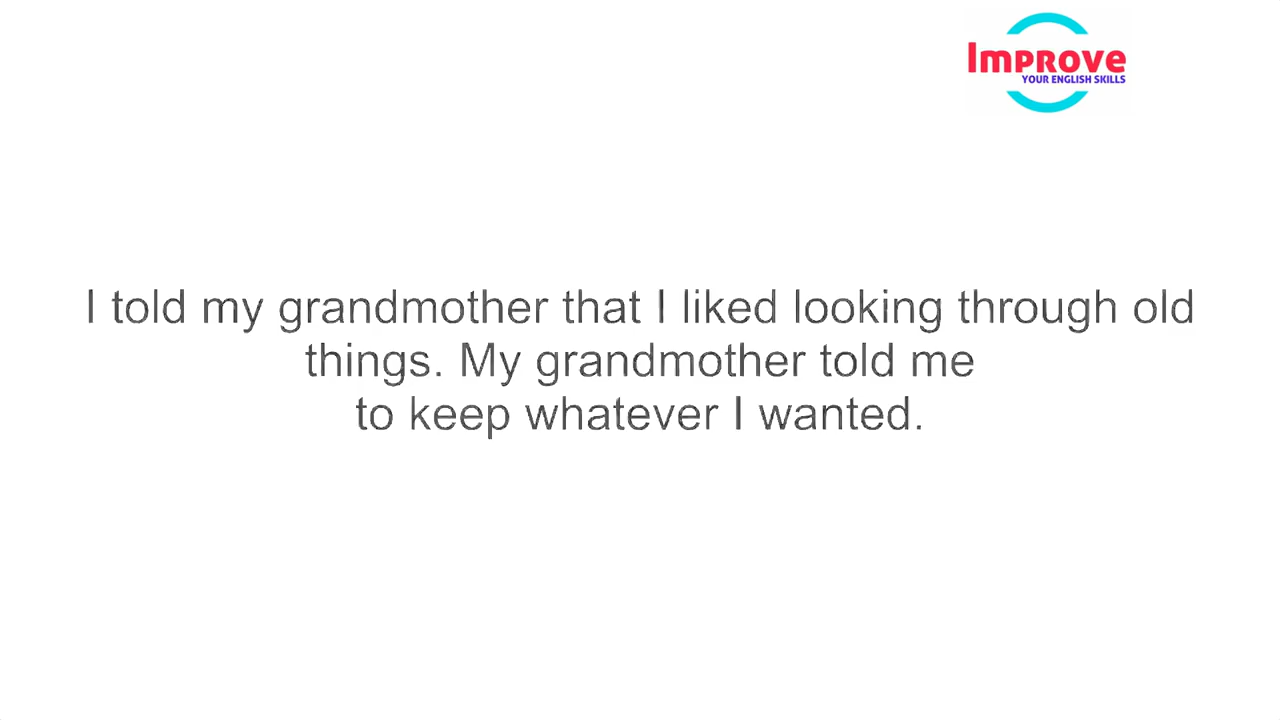 Improve
YOUR ENGLISH SKILLS
I told my grandmother that I liked looking through old
things. My grandmother told me
to keep whatever I wanted.